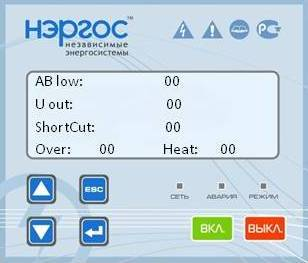 нэргос™
независимые
энергосистемы
AB low: 00
U out: 00
ShortCut: 00
Over: 00 Heat: 00
ESC
СЕТЬ АВАРИЯ РЕЖИМ
ВКЛ. ВЫКЛ.